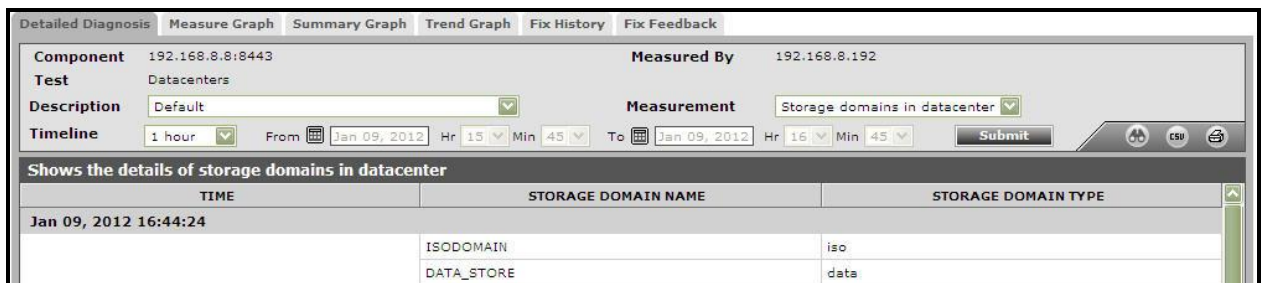 Detailed Diagnosis Measure Graph Summary Graph Trend Graph Fix History Fix Feedback
Component 192.168.8.8:8443 Measured By 192.168.8.192
Test Datacenters
Description Default Measurement Storage domains in datacenter
Timeline 1 hour From Jan 09, 2012 Hr 15 Min 45 To Jan 09, 2012 Hr 16 Min 45 Submit CSV
Shows the details of storage domains in datacenter
TIME STORAGE DOMAIN NAME STORAGE DOMAIN TYPE
Jan 09, 2012 16:44:24
ISODOMAIN iso
DATA_STORE data